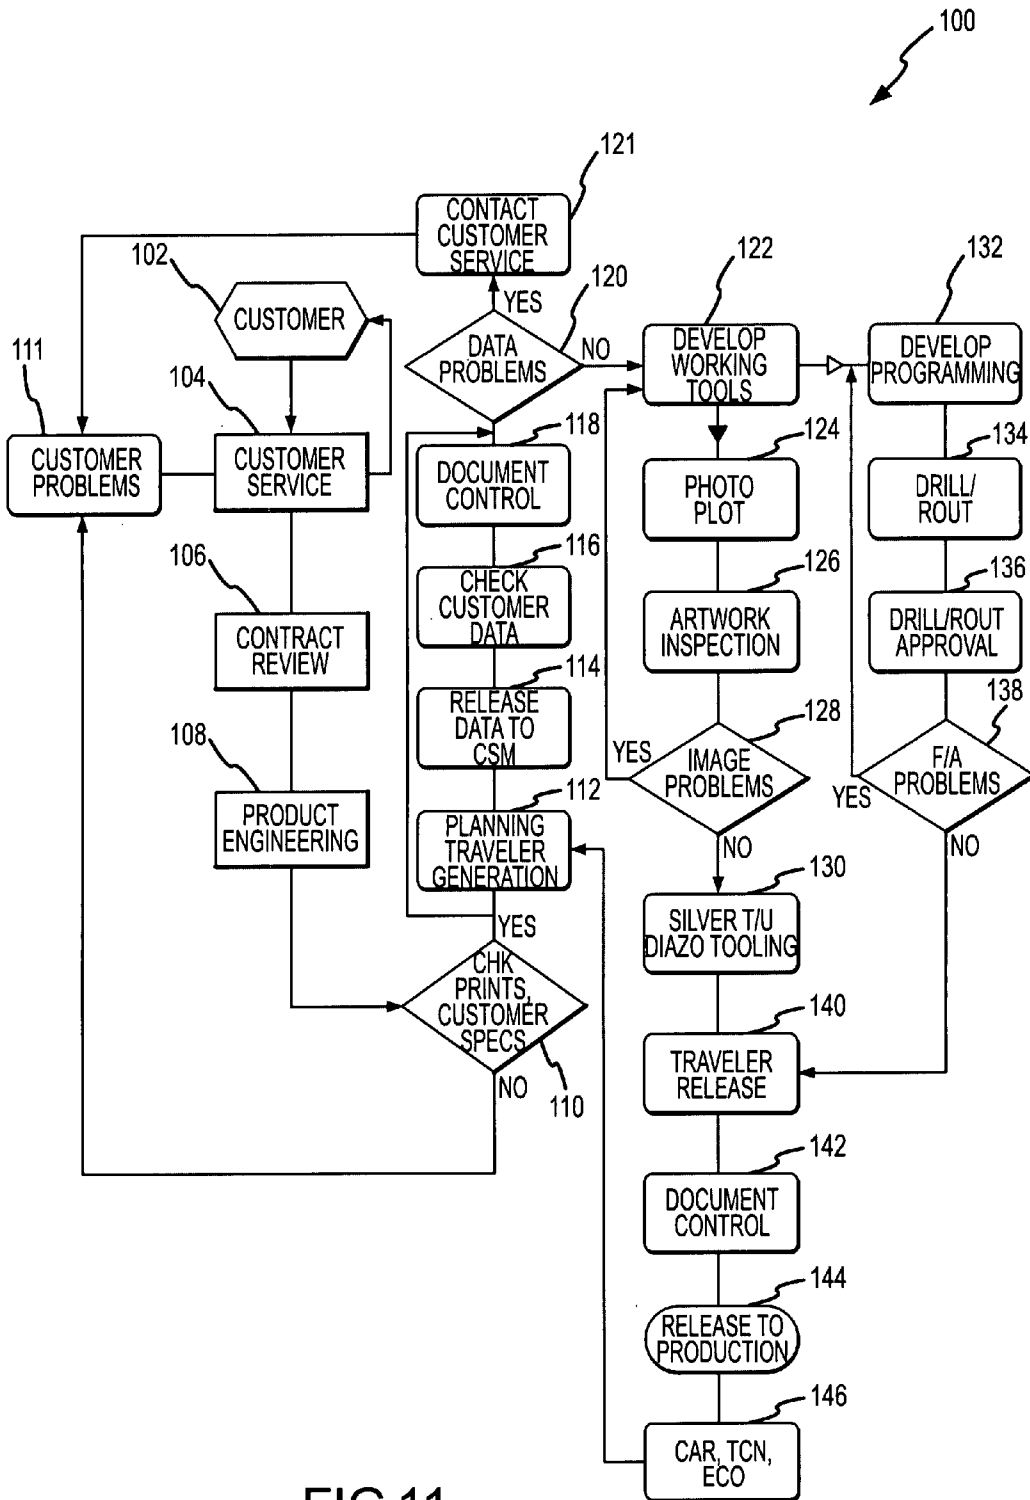 100
121
CONTACT
CUSTOMER
SERVICE
102
CUSTOMER
YES
120
DATA
PROBLEMS
NO
122
DEVELOP
WORKING
TOOLS
132
DEVELOP
PROGRAMMING
111
CUSTOMER
PROBLEMS
104
CUSTOMER
SERVICE
118
DOCUMENT
CONTROL
124
PHOTO
PLOT
134
DRILL/
ROUT
106
CONTRACT
REVIEW
116
CHECK
CUSTOMER
DATA
126
ARTWORK
INSPECTION
136
DRILL/ROUT
APPROVAL
114
RELEASE
DATA TO
CSM
128
YES
IMAGE
PROBLEMS
NO
138
F/A
PROBLEMS
YES
NO
108
PRODUCT
ENGINEERING
112
PLANNING
TRAVELER
GENERATION
YES
130
SILVER T/U
DIAZO TOOLING
CHK
PRINTS,
CUSTOMER
SPECS
NO
110
140
TRAVELER
RELEASE
142
DOCUMENT
CONTROL
144
RELEASE TO
PRODUCTION
146
CAR, TCN,
ECO
FIG.11